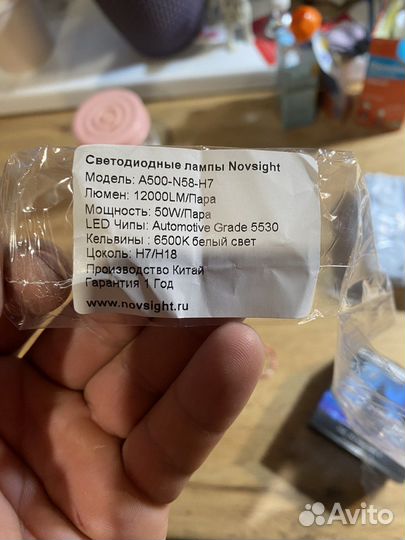 Светодиодные лампы Novsight
Модель: A500-N58-H7
Люмен: 12000LM/Пара
Мощность: 50W/Пара
LED Чипы: Automotive Grade 5530
Кельвины : 6500K белый свет
Цоколь: H7/H18
Производство Китай
Гарантия 1 Год
www.novsight.ru
Avito